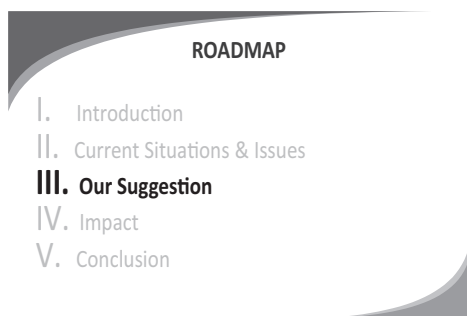 ROADMAP
I. Introduction
II. Current Situations & Issues
III. Our Suggestion
IV. Impact
V. Conclusion